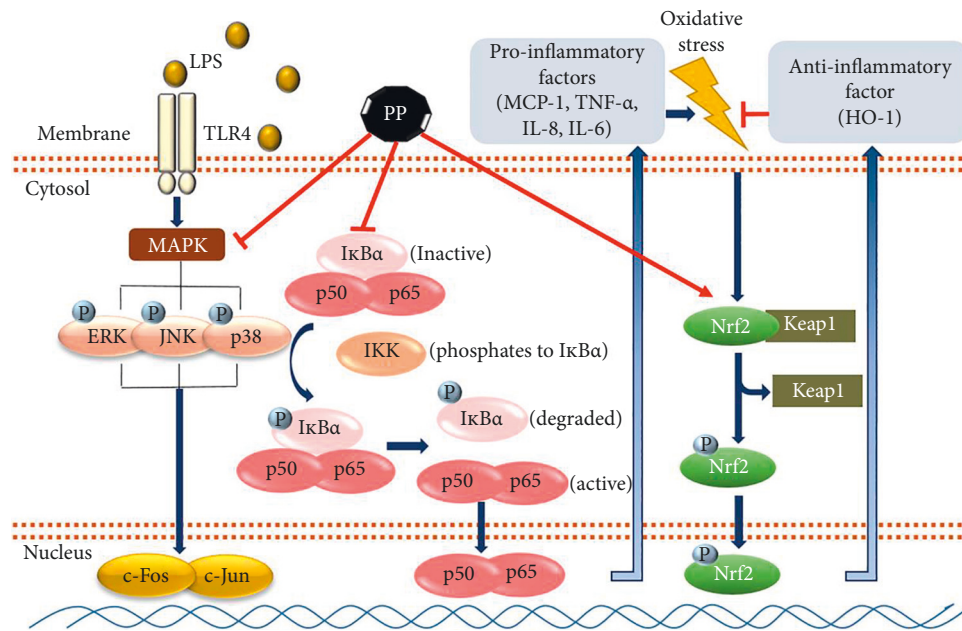 LPS
TLR4
Membrane
Cytosol
MAPK
P
P
P
ERK
JNK
p38
PP
IκBα
(Inactive)
p50
p65
IKK
(phosphates to IκBα)
P
IκBα
p50
p65
P
IκBα
(degraded)
p50
p65
(active)
Nucleus
c-Fos
c-Jun
p50
p65
Pro-inflammatory
factors
(MCP-1, TNF-α,
IL-8, IL-6)
Oxidative
stress
Anti-inflammatory
factor
(HO-1)
Nrf2
Keap1
Keap1
P
Nrf2
P
Nrf2